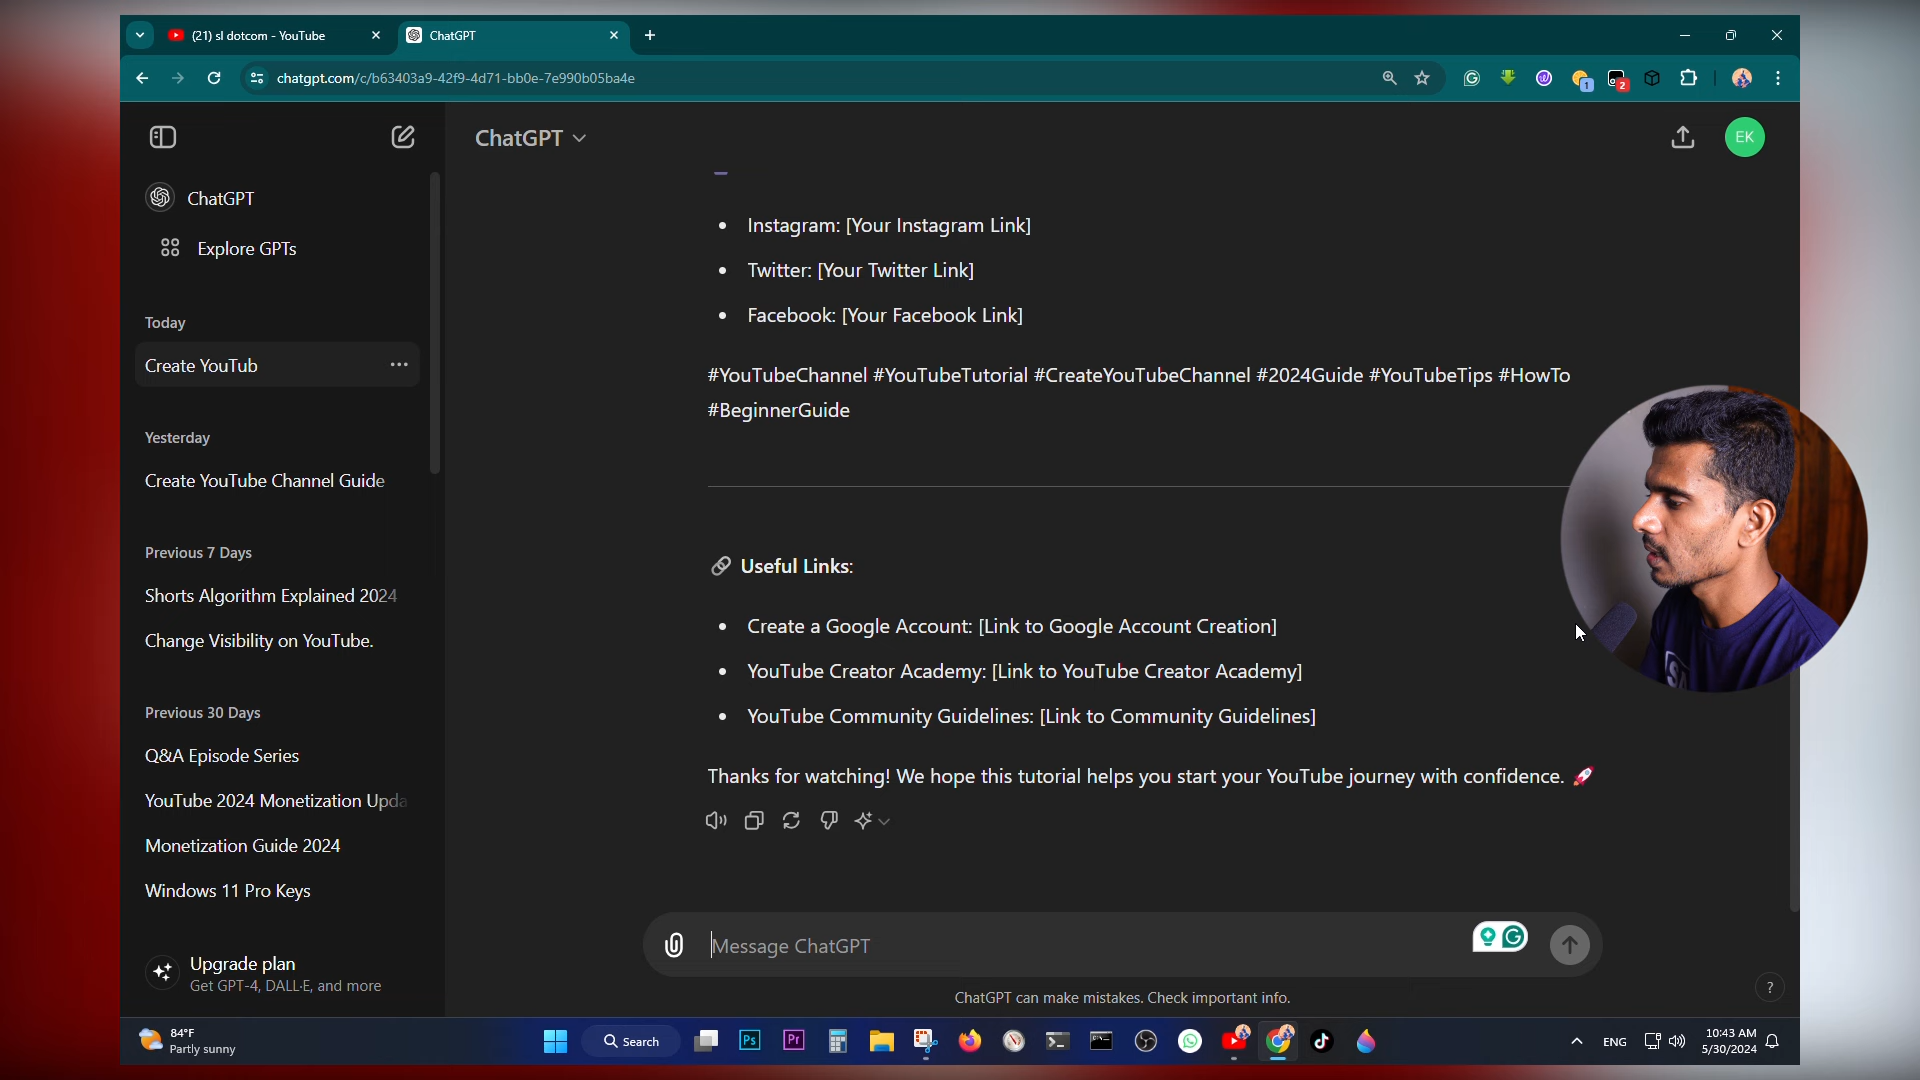 (21) sl dotcom - YouTube
ChatGPT
chatgpt.com/c/b63403a9-42f9-4d71-bb0e-7e990b05ba4e
1
2
ChatGPT
EK
ChatGPT
Explore GPTs
Today
Create YouTub
Yesterday
Create YouTube Channel Guide
Previous 7 Days
Shorts Algorithm Explained 2024
Change Visibility on YouTube.
Previous 30 Days
Q&A Episode Series
YouTube 2024 Monetization Upda
Monetization Guide 2024
Windows 11 Pro Keys
Upgrade plan
Get GPT-4, DALL·E, and more
Instagram: [Your Instagram Link]
Twitter: [Your Twitter Link]
Facebook: [Your Facebook Link]
#YouTubeChannel #YouTubeTutorial #CreateYouTubeChannel #2024Guide #YouTubeTips #HowTo
#BeginnerGuide
Useful Links:
Create a Google Account: [Link to Google Account Creation]
YouTube Creator Academy: [Link to YouTube Creator Academy]
YouTube Community Guidelines: [Link to Community Guidelines]
Thanks for watching! We hope this tutorial helps you start your YouTube journey with confidence. 🚀
Message ChatGPT
ChatGPT can make mistakes. Check important info.
?
84°F
Partly sunny
Search
Ps
Pr
ENG
10:43 AM
5/30/2024